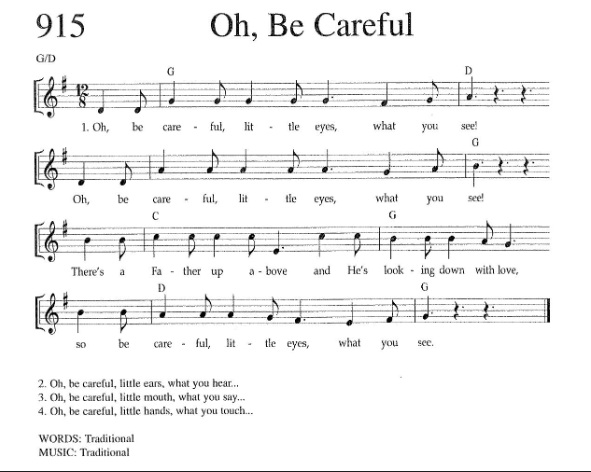 915 Oh, Be Careful
G/D
G D
12
8
1. Oh, be care - ful, lit - tle eyes, what you see!
G
Oh, be care - ful, lit - tle eyes, what you see!
C G
There's a Fa - ther up a - bove and He's look - ing down with love,
D G
so be care - ful, lit - tle eyes, what you see.
2. Oh, be careful, little ears, what you hear...
3. Oh, be careful, little mouth, what you say...
4. Oh, be careful, little hands, what you touch...
WORDS: Traditional
MUSIC: Traditional